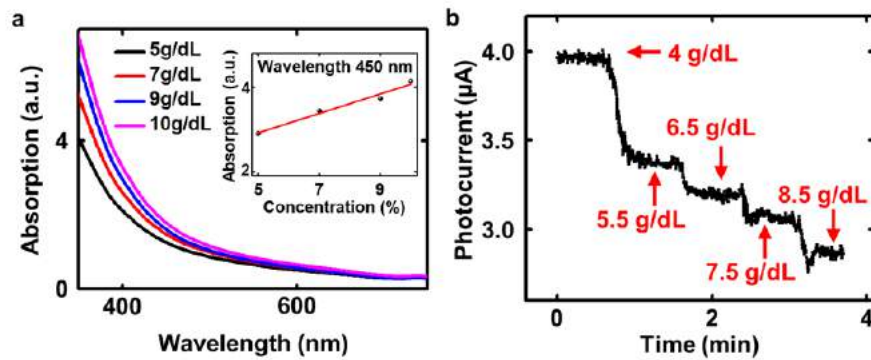 a
Absorption (a.u.)
4
0
400
600
Wavelength (nm)
5g/dL
7g/dL
9g/dL
10g/dL
Wavelength 450 nm
Absorption (a.u.)
4
2
5
7
9
Concentration (%)
b
Photocurrent (µA)
4.0
3.5
3.0
0
2
4
Time (min)
4 g/dL
5.5 g/dL
6.5 g/dL
7.5 g/dL
8.5 g/dL